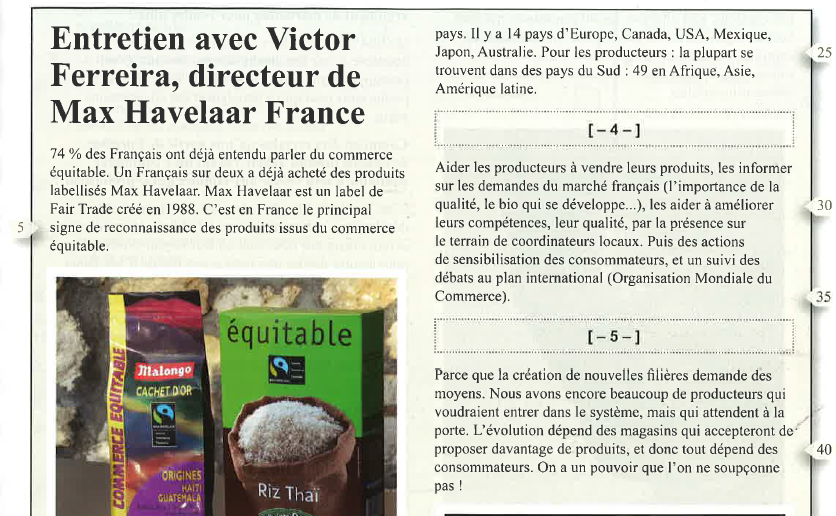 Entretien avec Victor
Ferreira, directeur de
Max Havelaar France
74 % des Français ont déjà entendu parler du commerce
équitable. Un Français sur deux a déjà acheté des produits
labellisés Max Havelaar. Max Havelaar est un label de
Fair Trade créé en 1988. C'est en France le principal
5 signe de reconnaissance des produits issus du commerce
équitable.
COMMERCE EQUITABLE
Malongo
CACHET D'OR
ORIGINES
HAITI
GUATEMALA
équitable
Riz Thaï
pays. Il y a 14 pays d'Europe, Canada, USA, Mexique,
Japon, Australie. Pour les producteurs : la plupart se 25
trouvent dans des pays du Sud : 49 en Afrique, Asie,
Amérique latine.
[ – 4 – ]
Aider les producteurs à vendre leurs produits, les informer
sur les demandes du marché français (l'importance de la
qualité, le bio qui se développe...), les aider à améliorer 30
leurs compétences, leur qualité, par la présence sur
le terrain de coordinateurs locaux. Puis des actions
de sensibilisation des consommateurs, et un suivi des
débats au plan international (Organisation Mondiale du
Commerce). 35
[ – 5 – ]
Parce que la création de nouvelles filières demande des
moyens. Nous avons encore beaucoup de producteurs qui
voudraient entrer dans le système, mais qui attendent à la
porte. L'évolution dépend des magasins qui accepteront de
proposer davantage de produits, et donc tout dépend des 40
consommateurs. On a un pouvoir que l'on ne soupçonne
pas !